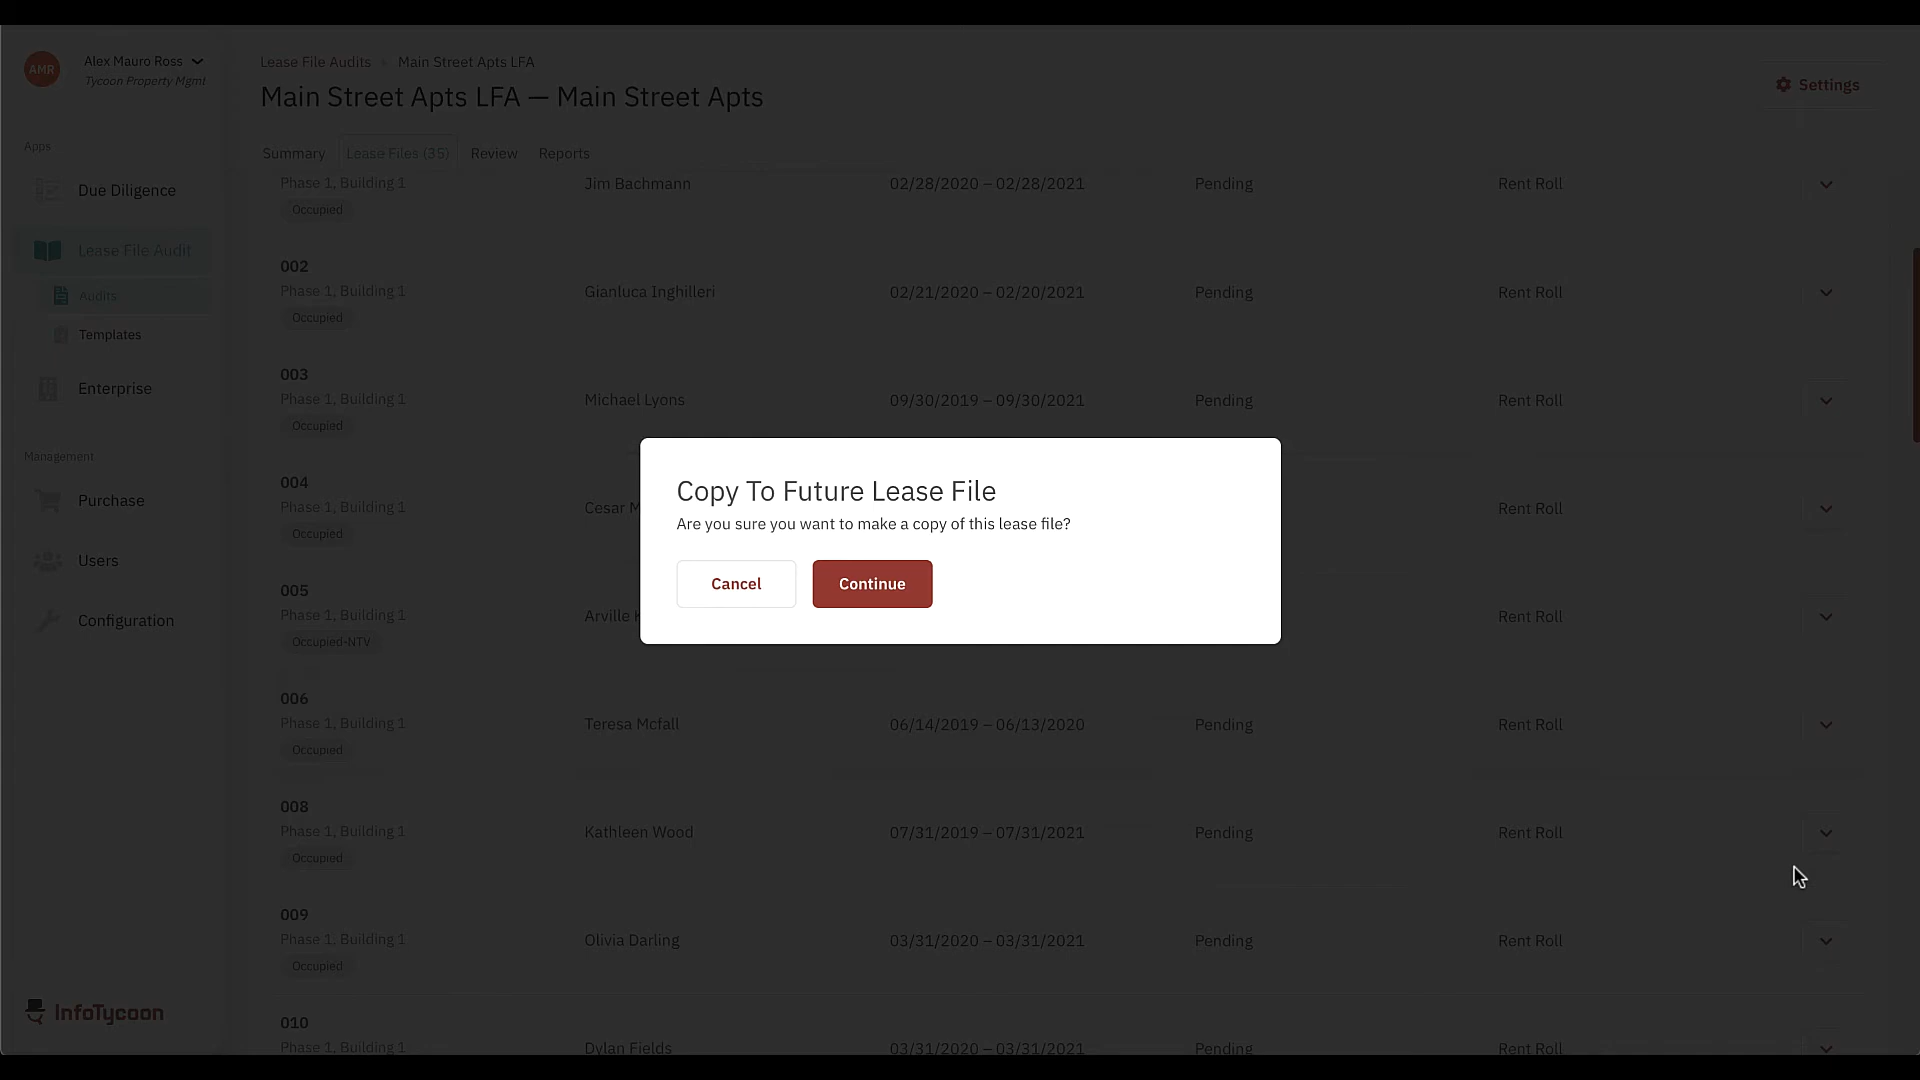 AMR
Alex Mauro Ross
Tycoon Property Mgmt
Apps
Due Diligence
Lease File Audit
Audits
Templates
Enterprise
Management
Purchase
Users
Configuration
InfoTycoon
Lease File Audits › Main Street Apts LFA
Main Street Apts LFA — Main Street Apts
Settings
Summary Lease Files (35) Review Reports
Phase 1, Building 1 Jim Bachmann 02/28/2020 – 02/28/2021 Pending Rent Roll
Occupied
002
Phase 1, Building 1 Gianluca Inghilleri 02/21/2020 – 02/20/2021 Pending Rent Roll
Occupied
003
Phase 1, Building 1 Michael Lyons 09/30/2019 – 09/30/2021 Pending Rent Roll
Occupied
004
Phase 1, Building 1 Cesar Rent Roll
Occupied
005
Phase 1, Building 1 Arville Rent Roll
Occupied-NTV
006
Phase 1, Building 1 Teresa Mcfall 06/14/2019 – 06/13/2020 Pending Rent Roll
Occupied
008
Phase 1, Building 1 Kathleen Wood 07/31/2019 – 07/31/2021 Pending Rent Roll
Occupied
009
Phase 1, Building 1 Olivia Darling 03/31/2020 – 03/31/2021 Pending Rent Roll
Occupied
010
Phase 1, Building 1 Dylan Fields 03/31/2020 – 03/31/2021 Pending Rent Roll
Copy To Future Lease File
Are you sure you want to make a copy of this lease file?
Cancel Continue